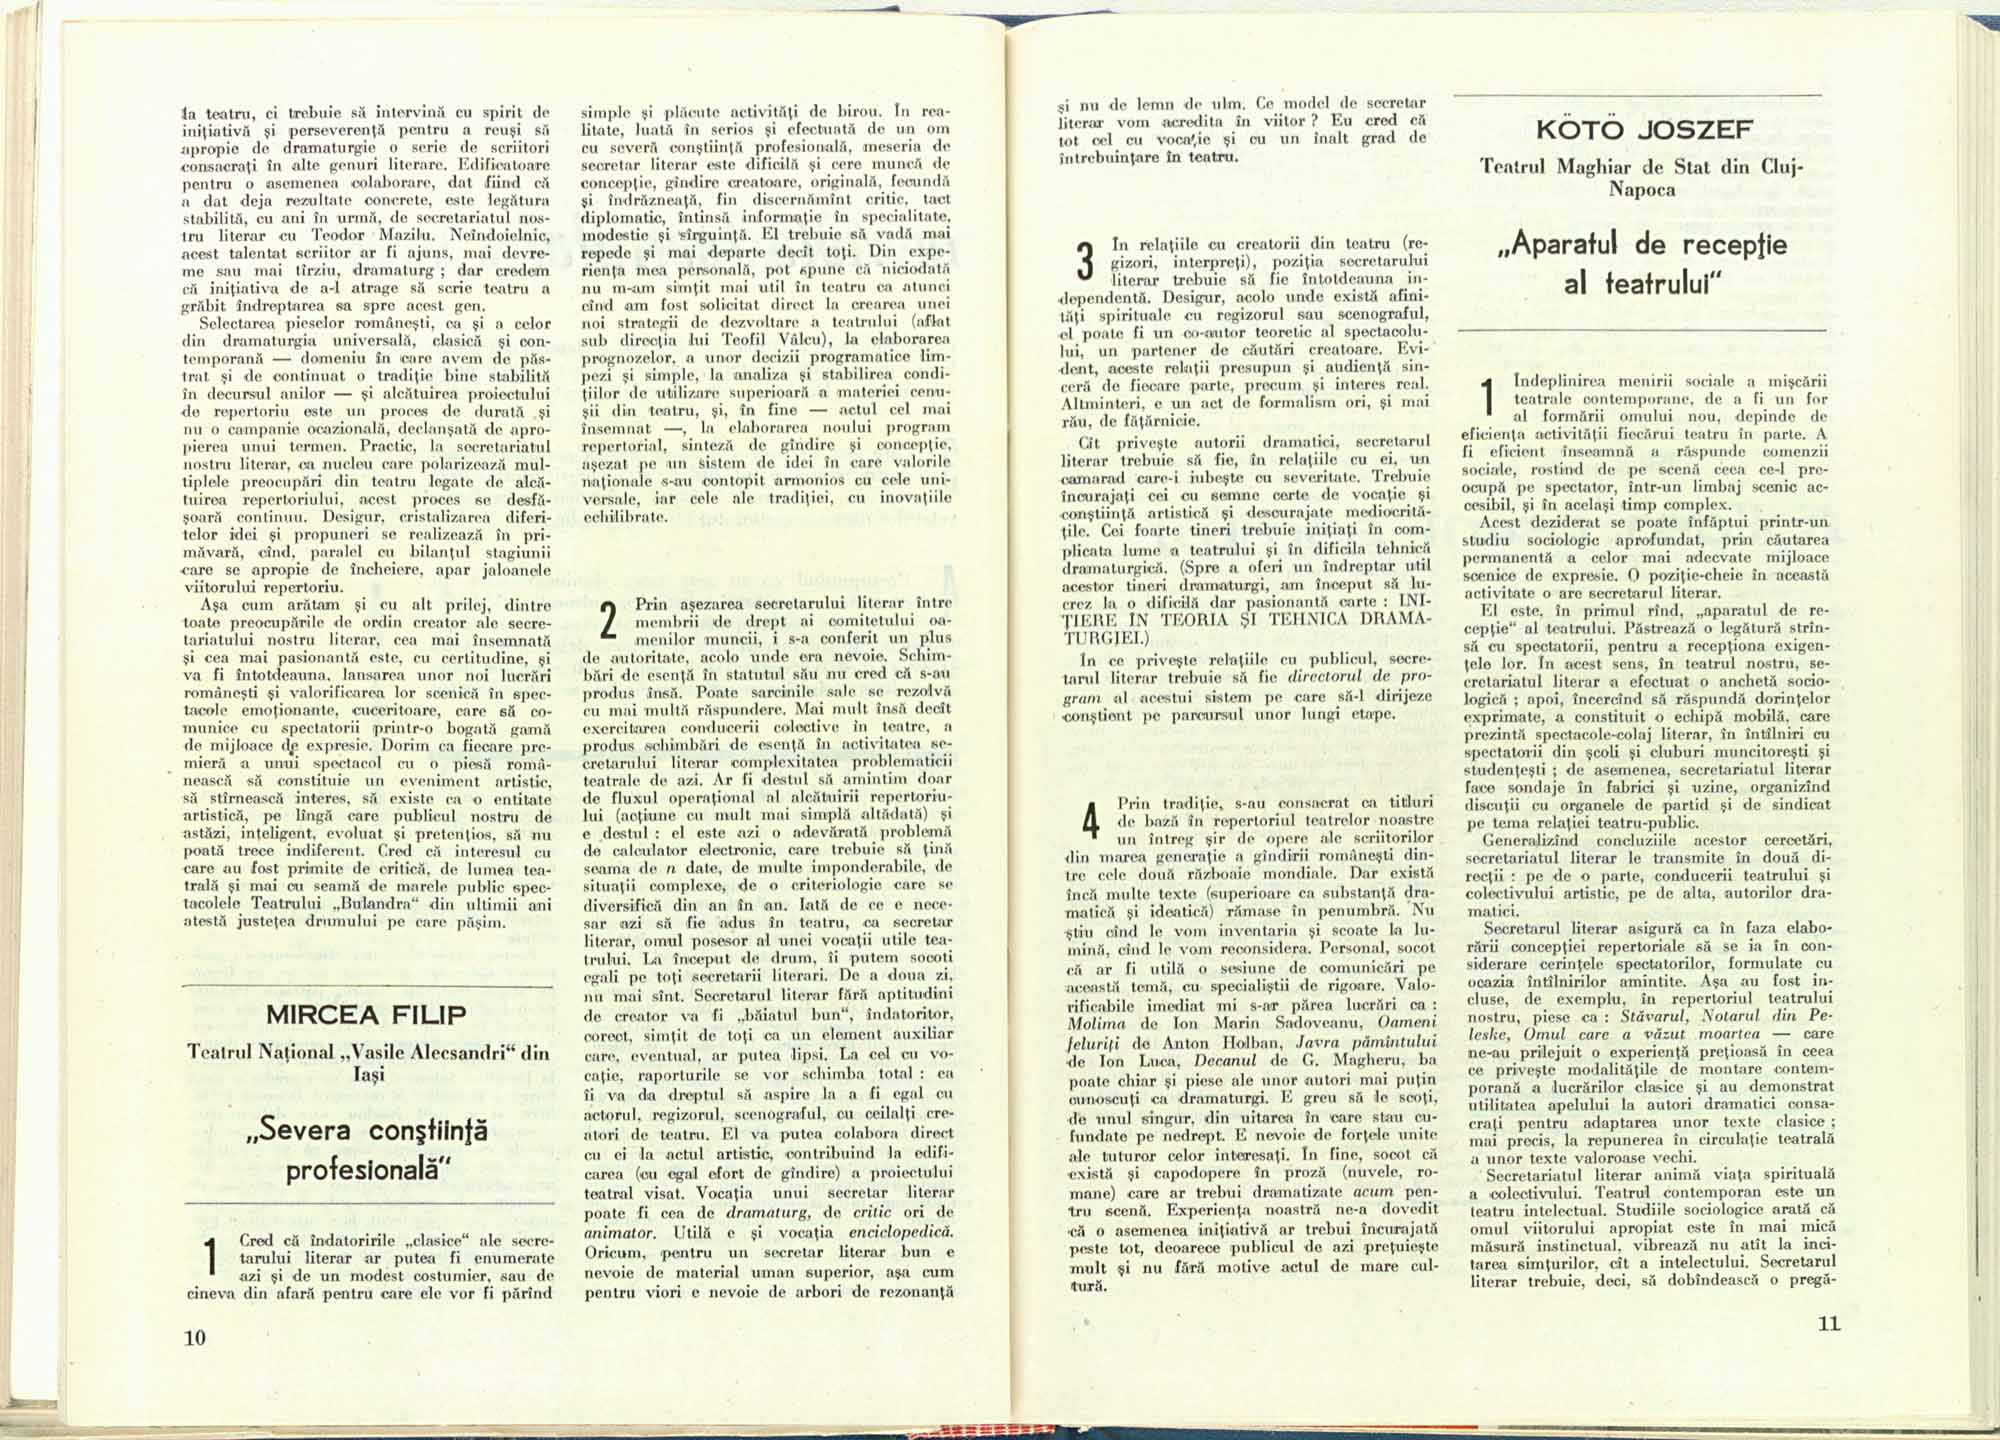 la teatru, ci trebuie să intervină cu spirit de
inițiativă și perseverență pentru a reuși să
apropie de dramaturgie o serie de scriitori
consacrați în alte genuri literare. Edificatoare
pentru o asemenea colaborare, dat fiind că
a dat deja rezultate concrete, este legătura
stabilită, cu ani în urmă, de secretariatul nos-
tru literar cu Teodor Mazilu. Neîndoielnic,
acest talentat scriitor ar fi ajuns, mai devre-
me sau mai tîrziu, dramaturg ; dar credem
că inițiativa de a-l atrage să scrie teatru a
grăbit îndreptarea sa spre acest gen.
Selectarea pieselor românești, ca și a celor
din dramaturgia universală, clasică și con-
temporană — domeniu în care avem de păs-
trat și de continuat o tradiție bine stabilită
în decursul anilor — și alcătuirea proiectului
de repertoriu este un proces de durată și
nu o campanie ocazională, declanșată de apro-
pierea unui termen. Practic, la secretariatul
nostru literar, ca nucleu care polarizează mul-
tiplele preocupări din teatru legate de alcă-
tuirea repertoriului, acest proces se desfă-
șoară continuu. Desigur, cristalizarea diferi-
telor idei și propuneri se realizează în pri-
măvară, cînd, paralel cu bilanțul stagiunii
care se apropie de încheiere, apar jaloanele
viitorului repertoriu.
Așa cum arătam și cu alt prilej, dintre
toate preocupările de ordin creator ale secre-
tariatului nostru literar, cea mai însemnată
și cea mai pasionantă este, cu certitudine, și
va fi întotdeauna, lansarea unor noi lucrări
românești și valorificarea lor scenică în spec-
tacole emoționante, cuceritoare, care să co-
munice cu spectatorii printr-o bogată gamă
de mijloace de expresie. Dorim ca fiecare pre-
mieră a unui spectacol cu o piesă româ-
nească să constituie un eveniment artistic,
să stîrnească interes, să existe ca o entitate
artistică, pe lîngă care publicul nostru de
astăzi, inteligent, evoluat și pretențios, să nu
poată trece indiferent. Cred că interesul cu
care au fost primite de critică, de lumea tea-
trală și mai cu seamă de marele public spec-
tacolele Teatrului „Bulandra“ din ultimii ani
atestă justețea drumului pe care pășim.
MIRCEA FILIP
Teatrul Național „Vasile Alecsandri“ din
Iași
„Severa conștiință
profesională“
1 Cred că îndatoririle „clasice“ ale secre-
tarului literar ar putea fi enumerate
azi și de un modest costumier, sau de
cineva din afară pentru care ele vor fi părînd
10
simple și plăcute activități de birou. În rea-
litate, luată în serios și efectuată de un om
cu severă conștiință profesională, meseria de
secretar literar este dificilă și cere muncă de
concepție, gîndire creatoare, originală, fecundă
și îndrăzneață, fin discernămînt critic, tact
diplomatic, întinsă informație în specialitate,
modestie și sîrguință. El trebuie să vadă mai
repede și mai departe decît toți. Din expe-
riența mea personală, pot spune că niciodată
nu m-am simțit mai util în teatru ca atunci
cînd am fost solicitat direct la crearea unei
noi strategii de dezvoltare a teatrului (aflat
sub direcția lui Teofil Vâlcu), la elaborarea
prognozelor, a unor decizii programatice lim-
pezi și simple, la analiza și stabilirea condi-
țiilor de utilizare superioară a materiei cenu-
șii din teatru, și, în fine — actul cel mai
însemnat —, la elaborarea noului program
repertorial, sinteză de gîndire și concepție,
așezat pe un sistem de idei în care valorile
naționale s-au contopit armonios cu cele uni-
versale, iar cele ale tradiției, cu inovațiile
echilibrate.
2 Prin așezarea secretarului literar între
membrii de drept ai comitetului oa-
menilor muncii, i s-a conferit un plus
de autoritate, acolo unde era nevoie. Schim-
bări de esență în statutul său nu cred că s-au
produs însă. Poate sarcinile sale se rezolvă
cu mai multă răspundere. Mai mult însă decît
exercitarea conducerii colective în teatre, a
produs schimbări de esență în activitatea se-
cretarului literar complexitatea problematicii
teatrale de azi. Ar fi destul să amintim doar
de fluxul operațional al alcătuirii repertoriu-
lui (acțiune cu mult mai simplă altădată) și
e destul : el este azi o adevărată problemă
de calculator electronic, care trebuie să țină
seama de n date, de multe imponderabile, de
situații complexe, de o criteriologie care se
diversifică din an în an. Iată de ce e nece-
sar azi să fie adus în teatru, ca secretar
literar, omul posesor al unei vocații utile tea-
trului. La început de drum, îi putem socoti
egali pe toți secretarii literari. De a doua zi,
nu mai sînt. Secretarul literar fără aptitudini
de creator va fi „băiatul bun“, îndatoritor,
corect, simțit de toți ca un element auxiliar
care, eventual, ar putea lipsi. La cel cu vo-
cație, raporturile se vor schimba total : ea
îi va da dreptul să aspire la a fi egal cu
actorul, regizorul, scenograful, cu ceilalți cre-
atori de teatru. El va putea colabora direct
cu ei la actul artistic, contribuind la edifi-
carea (cu egal efort de gîndire) a proiectului
teatral visat. Vocația unui secretar literar
poate fi cea de dramaturg, de critic ori de
animator. Utilă e și vocația enciclopedică.
Oricum, pentru un secretar literar bun e
nevoie de material uman superior, așa cum
pentru viori e nevoie de arbori de rezonanță
și nu de lemn de ulm. Ce model de secretar
literar vom acredita în viitor ? Eu cred că
tot cel cu vocație și cu un înalt grad de
întrebuințare în teatru.
3 In relațiile cu creatorii din teatru (re-
gizori, interpreți), poziția secretarului
literar trebuie să fie întotdeauna in-
dependentă. Desigur, acolo unde există afini-
tăți spirituale cu regizorul sau scenograful,
el poate fi un co-autor teoretic al spectacolu-
lui, un partener de căutări creatoare. Evi-
dent, aceste relații presupun și audiență sin-
ceră de fiecare parte, precum și interes real.
Altminteri, e un act de formalism ori, și mai
rău, de fățărnicie.
Cît privește autorii dramatici, secretarul
literar trebuie să fie, în relațiile cu ei, un
camarad care-i iubește cu severitate. Trebuie
încurajați cei cu semne certe de vocație și
conștiință artistică și descurajate mediocrită-
țile. Cei foarte tineri trebuie inițiați în com-
plicata lume a teatrului și în dificila tehnică
dramaturgică. (Spre a oferi un îndreptar util
acestor tineri dramaturgi, am început să lu-
crez la o dificilă dar pasionantă carte : INI-
ȚIERE IN TEORIA ȘI TEHNICA DRAMA-
TURGIEI.)
În ce privește relațiile cu publicul, secre-
tarul literar trebuie să fie directorul de pro-
gram al acestui sistem pe care să-l dirijeze
conștient pe parcursul unor lungi etape.
4 Prin tradiție, s-au consacrat ca titluri
de bază în repertoriul teatrelor noastre
un întreg șir de opere ale scriitorilor
din marea generație a gîndirii românești din-
tre cele două războaie mondiale. Dar există
încă multe texte (superioare ca substanță dra-
matică și ideatică) rămase în penumbră. Nu
știu cînd le vom inventaria și scoate la lu-
mină, cînd le vom reconsidera. Personal, socot
că ar fi utilă o sesiune de comunicări pe
această temă, cu specialiștii de rigoare. Valo-
rificabile imediat mi s-ar părea lucrări ca :
Molima de Ion Marin Sadoveanu, Oameni
feluriți de Anton Holban, Javra pămîntului
de Ion Luca, Decanul de G. Magheru, ba
poate chiar și piese ale unor autori mai puțin
cunoscuți ca dramaturgi. E greu să le scoți,
de unul singur, din uitarea în care stau cu-
fundate pe nedrept. E nevoie de forțele unite
ale tuturor celor interesați. In fine, socot că
există și capodopere în proză (nuvele, ro-
mane) care ar trebui dramatizate acum pen-
tru scenă. Experiența noastră ne-a dovedit
că o asemenea inițiativă ar trebui încurajată
peste tot, deoarece publicul de azi prețuiește
mult și nu fără motive actul de mare cul-
tură.
KÖTÖ JOSZEF
Teatrul Maghiar de Stat din Cluj-
Napoca
„Aparatul de recepție
al teatrului“
1 Indeplinirea menirii sociale a mișcării
teatrale contemporane, de a fi un for
al formării omului nou, depinde de
eficiența activității fiecărui teatru în parte. A
fi eficient înseamnă a răspunde comenzii
sociale, rostind de pe scenă ceea ce-l pre-
ocupă pe spectator, într-un limbaj scenic ac-
cesibil, și în același timp complex.
Acest deziderat se poate înfăptui printr-un
studiu sociologic aprofundat, prin căutarea
permanentă a celor mai adecvate mijloace
scenice de expresie. O poziție-cheie în această
activitate o are secretarul literar.
El este, în primul rînd, „aparatul de re-
cepție“ al teatrului. Păstrează o legătură strîn-
să cu spectatorii, pentru a recepționa exigen-
țele lor. În acest sens, în teatrul nostru, se-
cretariatul literar a efectuat o anchetă socio-
logică ; apoi, încercînd să răspundă dorințelor
exprimate, a constituit o echipă mobilă, care
prezintă spectacole-colaj literar, în întîlniri cu
spectatorii din școli și cluburi muncitorești și
studențești ; de asemenea, secretariatul literar
face sondaje în fabrici și uzine, organizînd
discuții cu organele de partid și de sindicat
pe tema relației teatru-public.
Generalizînd concluziile acestor cercetări,
secretariatul literar le transmite în două di-
recții : pe de o parte, conducerii teatrului și
colectivului artistic, pe de alta, autorilor dra-
matici.
Secretarul literar asigură ca în faza elabo-
rării concepției repertoriale să se ia în con-
siderare cerințele spectatorilor, formulate cu
ocazia întîlnirilor amintite. Așa au fost in-
cluse, de exemplu, în repertoriul teatrului
nostru, piese ca : Stăvarul, Notarul din Pe-
leske, Omul care a văzut moartea — care
ne-au prilejuit o experiență prețioasă în ceea
ce privește modalitățile de montare contem-
porană a lucrărilor clasice și au demonstrat
utilitatea apelului la autori dramatici consa-
crați pentru adaptarea unor texte clasice ;
mai precis, la repunerea în circulație teatrală
a unor texte valoroase vechi.
Secretariatul literar animă viața spirituală
a colectivului. Teatrul contemporan este un
teatru intelectual. Studiile sociologice arată că
omul viitorului apropiat este în mai mică
măsură instinctual, vibrează nu atît la inci-
tarea simțurilor, cît a intelectului. Secretarul
literar trebuie, deci, să dobîndească o pregă-
11